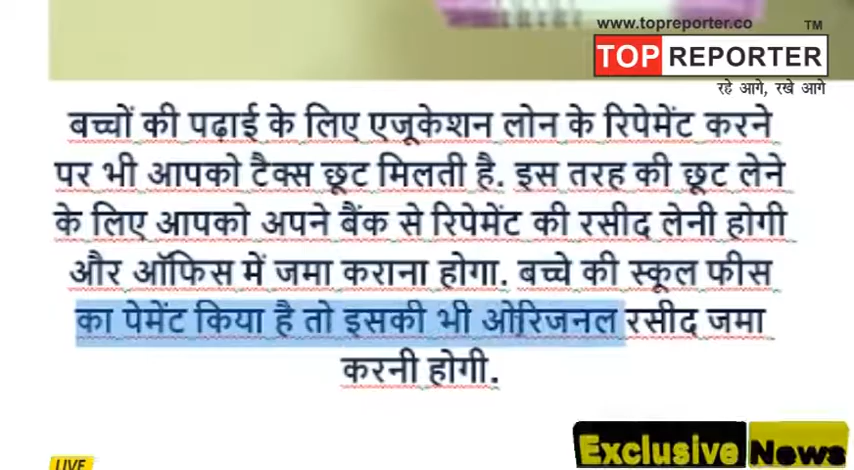 www.topreporter.co TM
TOP REPORTER
रहे आगे, रखे आगे
बच्चों की पढ़ाई के लिए एजूकेशन लोन के रिपेमेंट करने
पर भी आपको टैक्स छूट मिलती है. इस तरह की छूट लेने
के लिए आपको अपने बैंक से रिपेमेंट की रसीद लेनी होगी
और ऑफिस में जमा कराना होगा. बच्चे की स्कूल फीस
का पेमेंट किया है तो इसकी भी ओरिजनल रसीद जमा
करनी होगी.
Exclusive News
LIVE